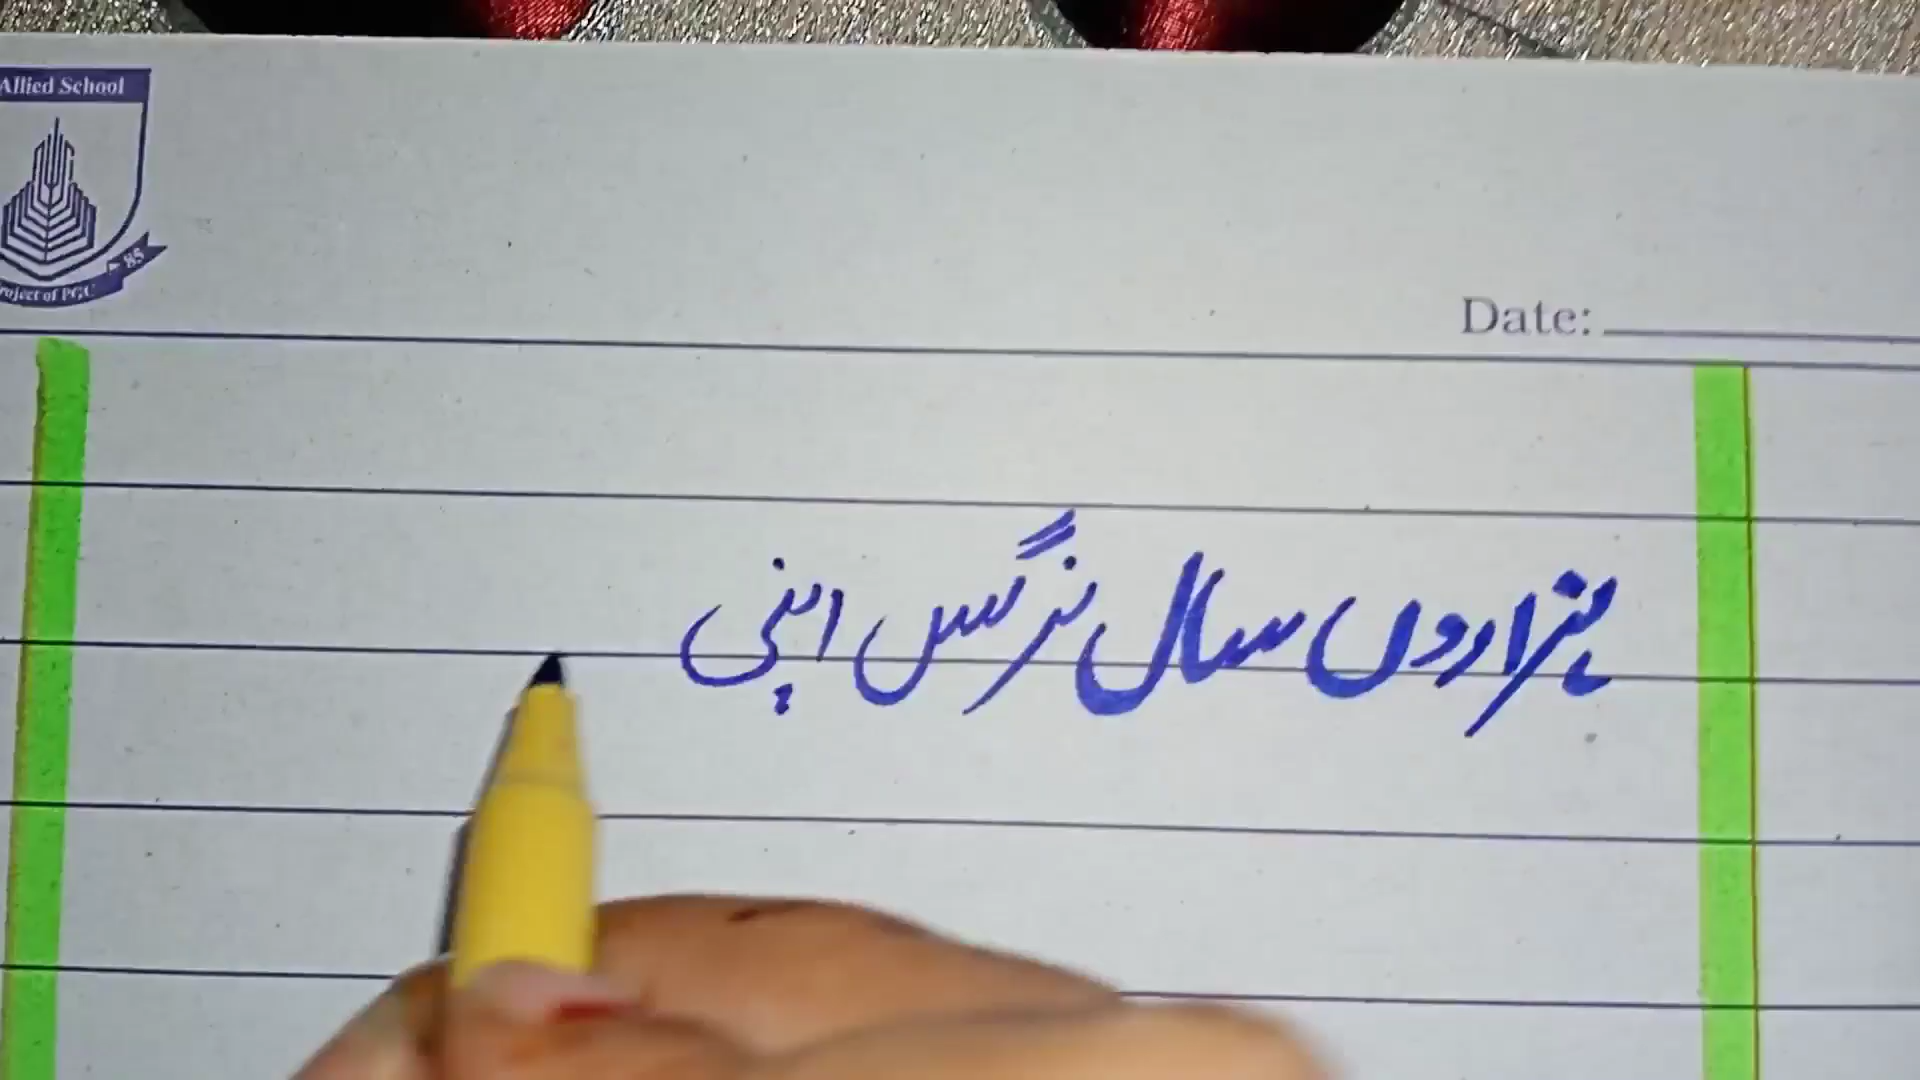 Allied School
85
Project of PGC
Date:
ہزاروں سال نرگس اپنی